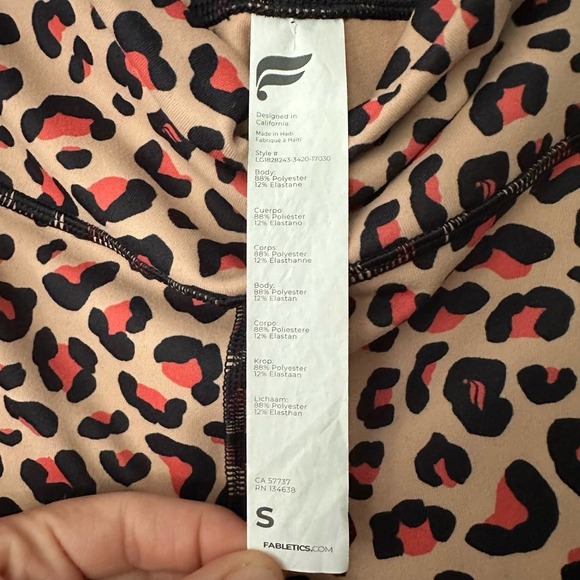 Designed in
California
Made in Haiti
Fabriqué à Haïti
Style #
LG1828243-3420-17030
Body:
88% Polyester
12% Elastane
Cuerpo:
88% Poliéster
12% Elastano
Corps:
88% Polyester
12% Elasthanne
Body:
88% Polyester
12% Elastan
Corpo:
88% Poliestere
12% Elastan
Krop:
88% Polyester
12% Elastaan
Lichaam:
88% Polyester
12% Elasthan
CA 57737
RN 134638
S
FABLETICS.COM